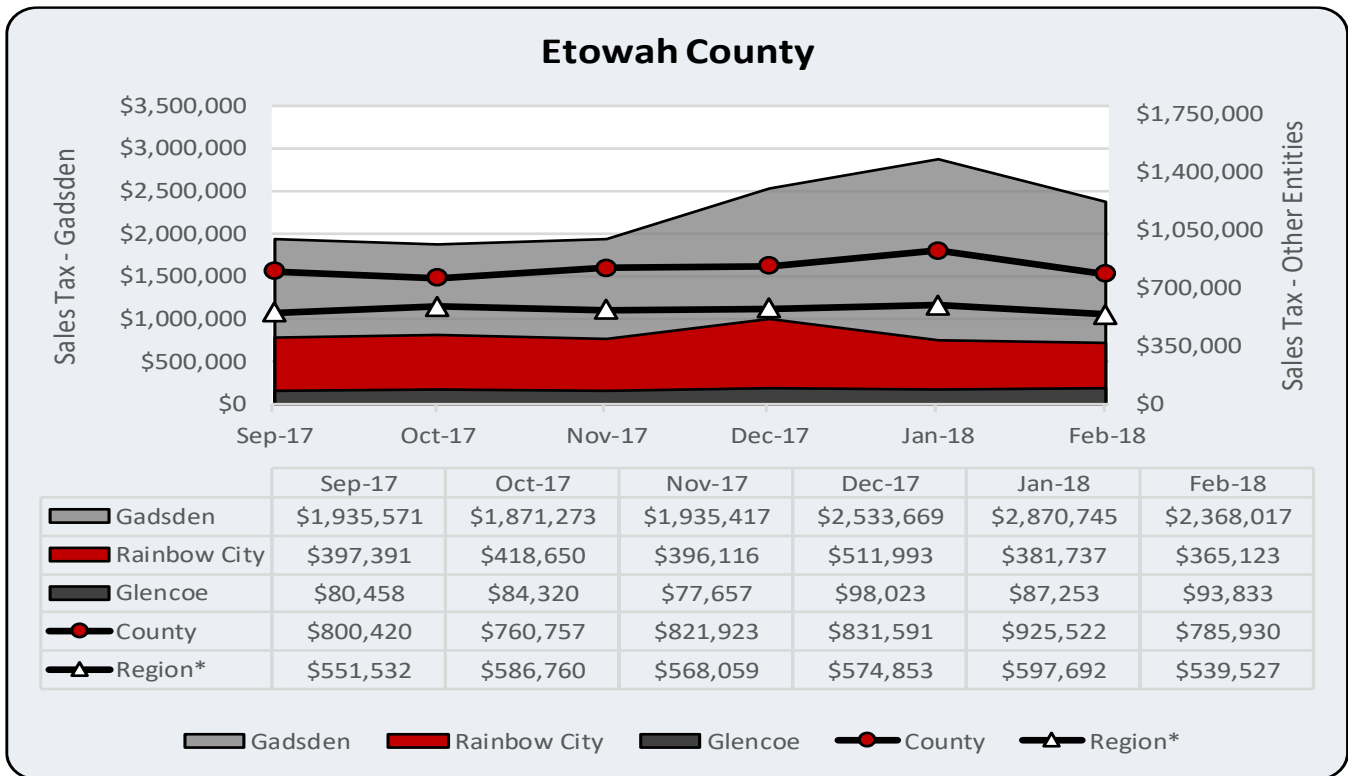 Etowah County
Sales Tax - Gadsden
$3,500,000
$3,000,000
$2,500,000
$2,000,000
$1,500,000
$1,000,000
$500,000
$0
Sales Tax - Other Entities
$1,750,000
$1,400,000
$1,050,000
$700,000
$350,000
$0
Sep-17 Oct-17 Nov-17 Dec-17 Jan-18 Feb-18
Sep-17 Oct-17 Nov-17 Dec-17 Jan-18 Feb-18
Gadsden $1,935,571 $1,871,273 $1,935,417 $2,533,669 $2,870,745 $2,368,017
Rainbow City $397,391 $418,650 $396,116 $511,993 $381,737 $365,123
Glencoe $80,458 $84,320 $77,657 $98,023 $87,253 $93,833
County $800,420 $760,757 $821,923 $831,591 $925,522 $785,930
Region* $551,532 $586,760 $568,059 $574,853 $597,692 $539,527
Gadsden Rainbow City Glencoe County Region*